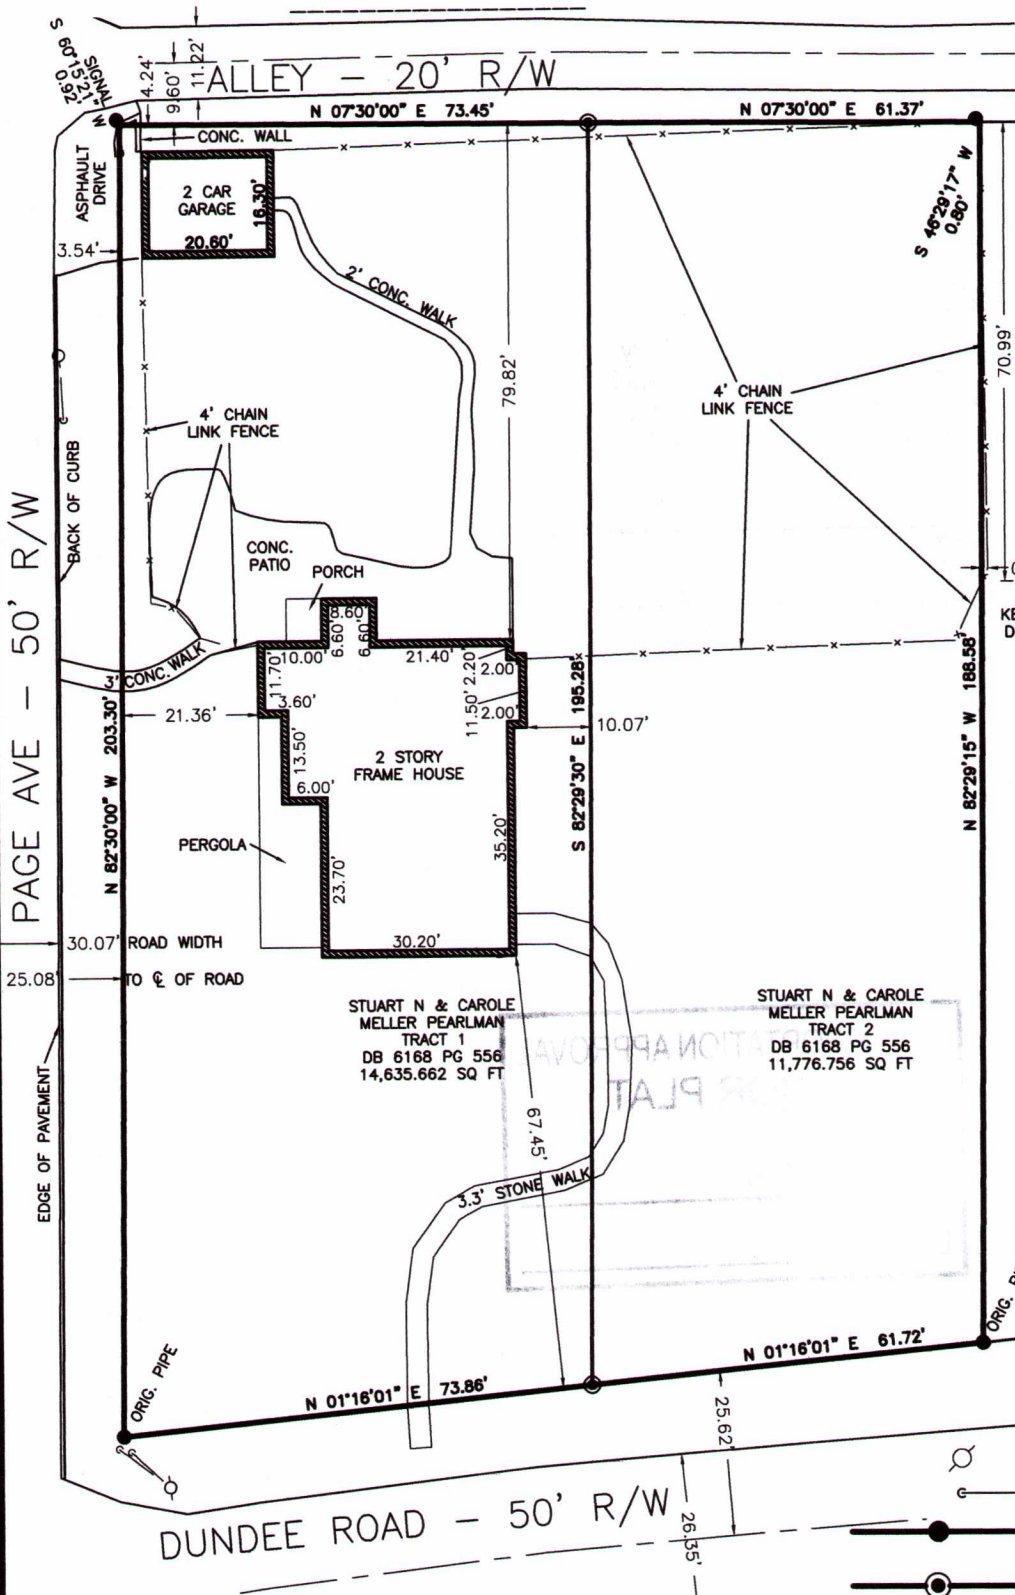 ALLEY - 20' R/W
S 60°15'21" W
0.92'
SIGNAL
4.24'
9.60'
11.22'
N 07°30'00" E 73.45'
N 07°30'00" E 61.37'
CONC. WALL
ASPHAULT
DRIVE
2 CAR
GARAGE
16.30'
20.60'
3.54'
S 46°29'17" W
0.80'
2' CONC. WALK
79.82'
70.99'
4' CHAIN
LINK FENCE
4' CHAIN
LINK FENCE
BACK OF CURB
PAGE AVE - 50' R/W
CONC.
PATIO
PORCH
8.60'
6.60'
6.60'
10.00'
21.40'
2.20'
2.00'
11.70'
3' CONC. WALK
3.60'
11.50'
2.00'
21.36'
10.07'
13.50'
2 STORY
FRAME HOUSE
6.00'
N 82°30'00" W 203.30'
S 82°29'30" E 195.28'
N 82°29'15" W 188.58'
PERGOLA
35.20'
23.70'
30.20'
30.07' ROAD WIDTH
25.08' TO ℄ OF ROAD
STUART N & CAROLE
MELLER PEARLMAN
TRACT 1
DB 6168 PG 556
14,635.662 SQ FT
STUART N & CAROLE
MELLER PEARLMAN
TRACT 2
DB 6168 PG 556
11,776.756 SQ FT
EDGE OF PAVEMENT
67.45'
3.3' STONE WALK
ORIG. PIPE
N 01°16'01" E 73.86'
N 01°16'01" E 61.72'
ORIG.
25.62'
26.35'
DUNDEE ROAD - 50' R/W